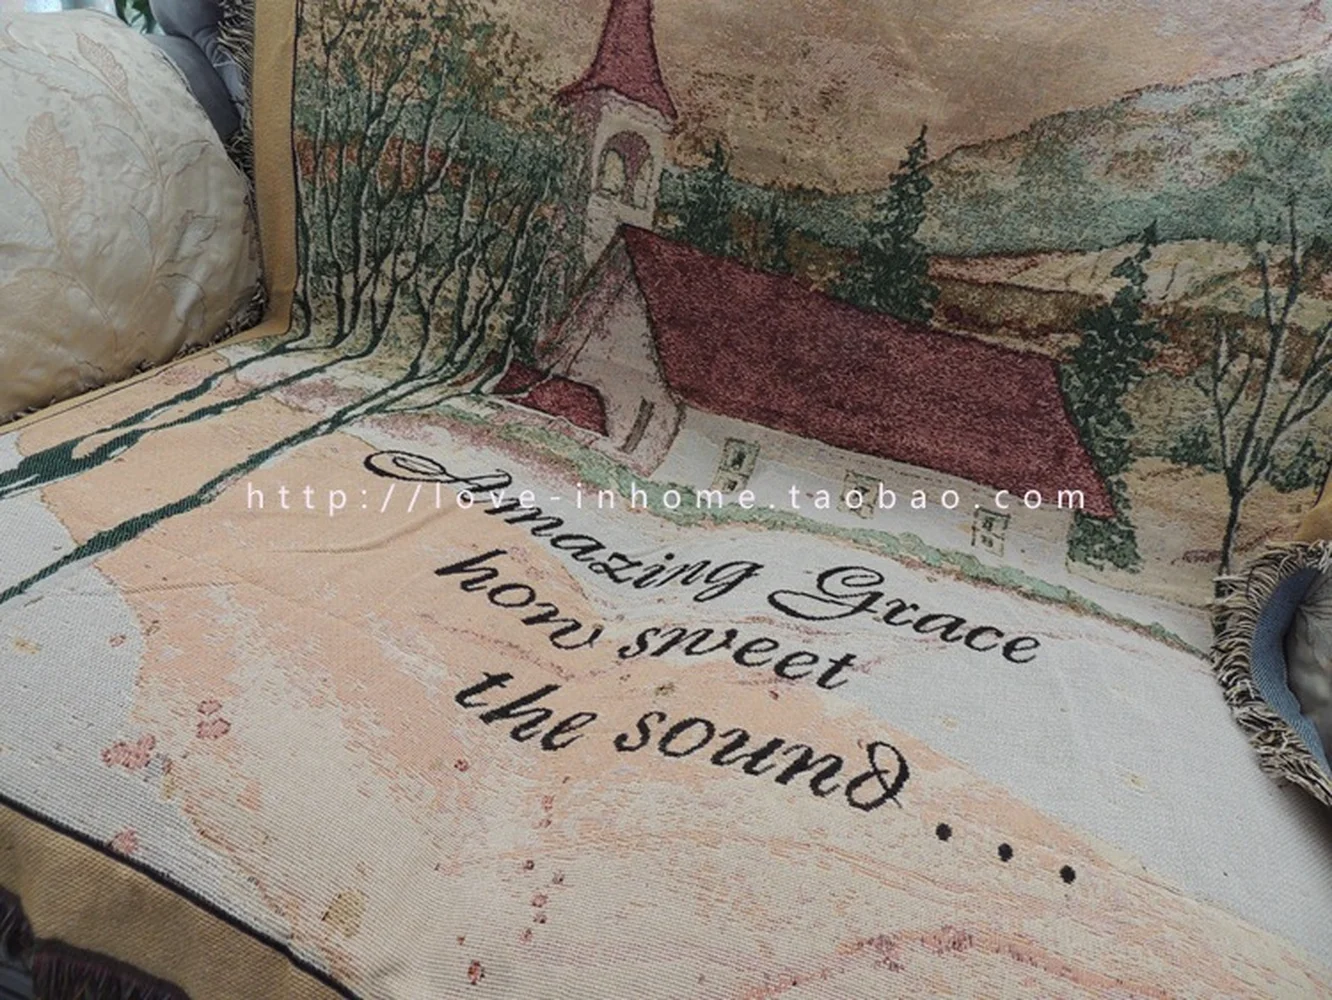 http://love-inhome.taobao.com
Amazing Grace
how sweet
the sound...